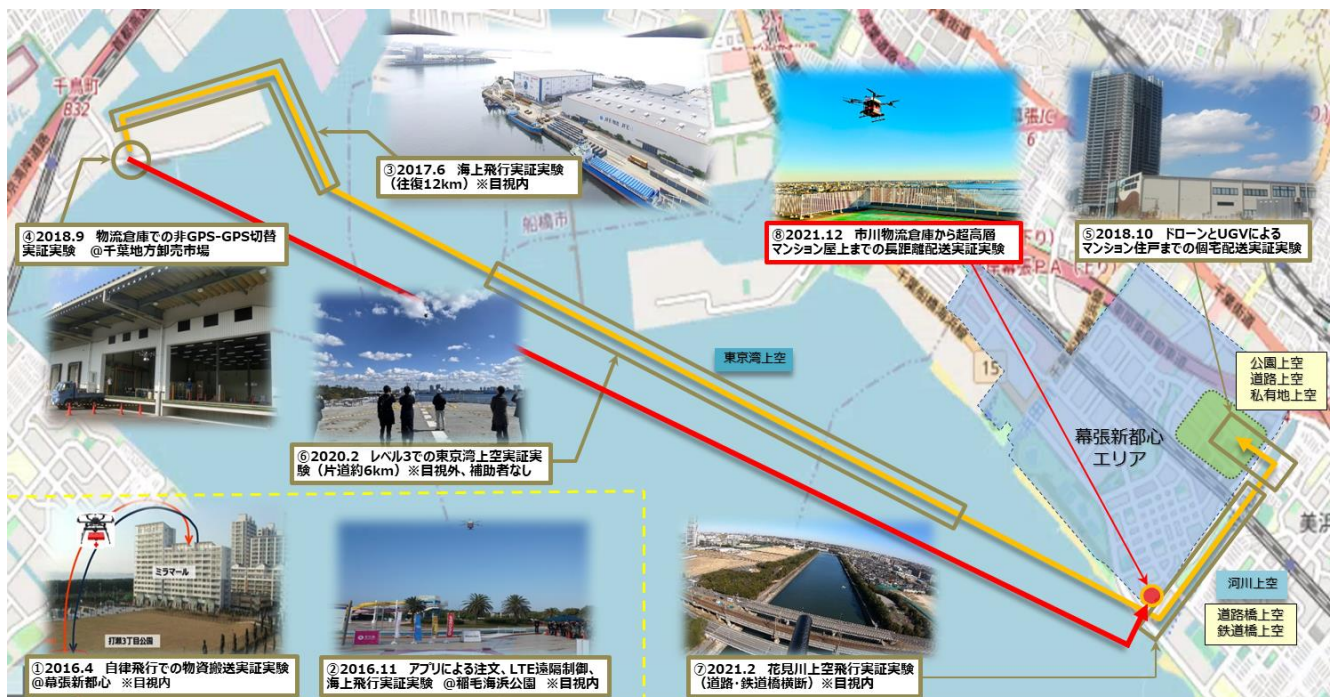 千鳥町
B32
③2017.6 海上飛行実証実験
（往復12km）※目視内
④2018.9 物流倉庫での非GPS-GPS切替
実証実験 @千葉地方卸売市場
船橋市
⑧2021.12 市川物流倉庫から超高層
マンション屋上までの長距離配送実証実験
幕張JC
6
⑤2018.10 ドローンとUGVによる
マンション住戸までの個宅配送実証実験
東京湾上空
15
公園上空
道路上空
私有地上空
幕張新都心
エリア
⑥2020.2 レベル3での東京湾上空実証実
験（片道約6km）※目視外、補助者なし
ミラマール
打瀬3丁目公園
①2016.4 自律飛行での物資搬送実証実験
@幕張新都心 ※目視内
②2016.11 アプリによる注文、LTE遠隔制御、
海上飛行実証実験 @稲毛海浜公園 ※目視内
⑦2021.2 花見川上空飛行実証実験
（道路・鉄道橋横断）※目視内
美浜
河川上空
道路橋上空
鉄道橋上空